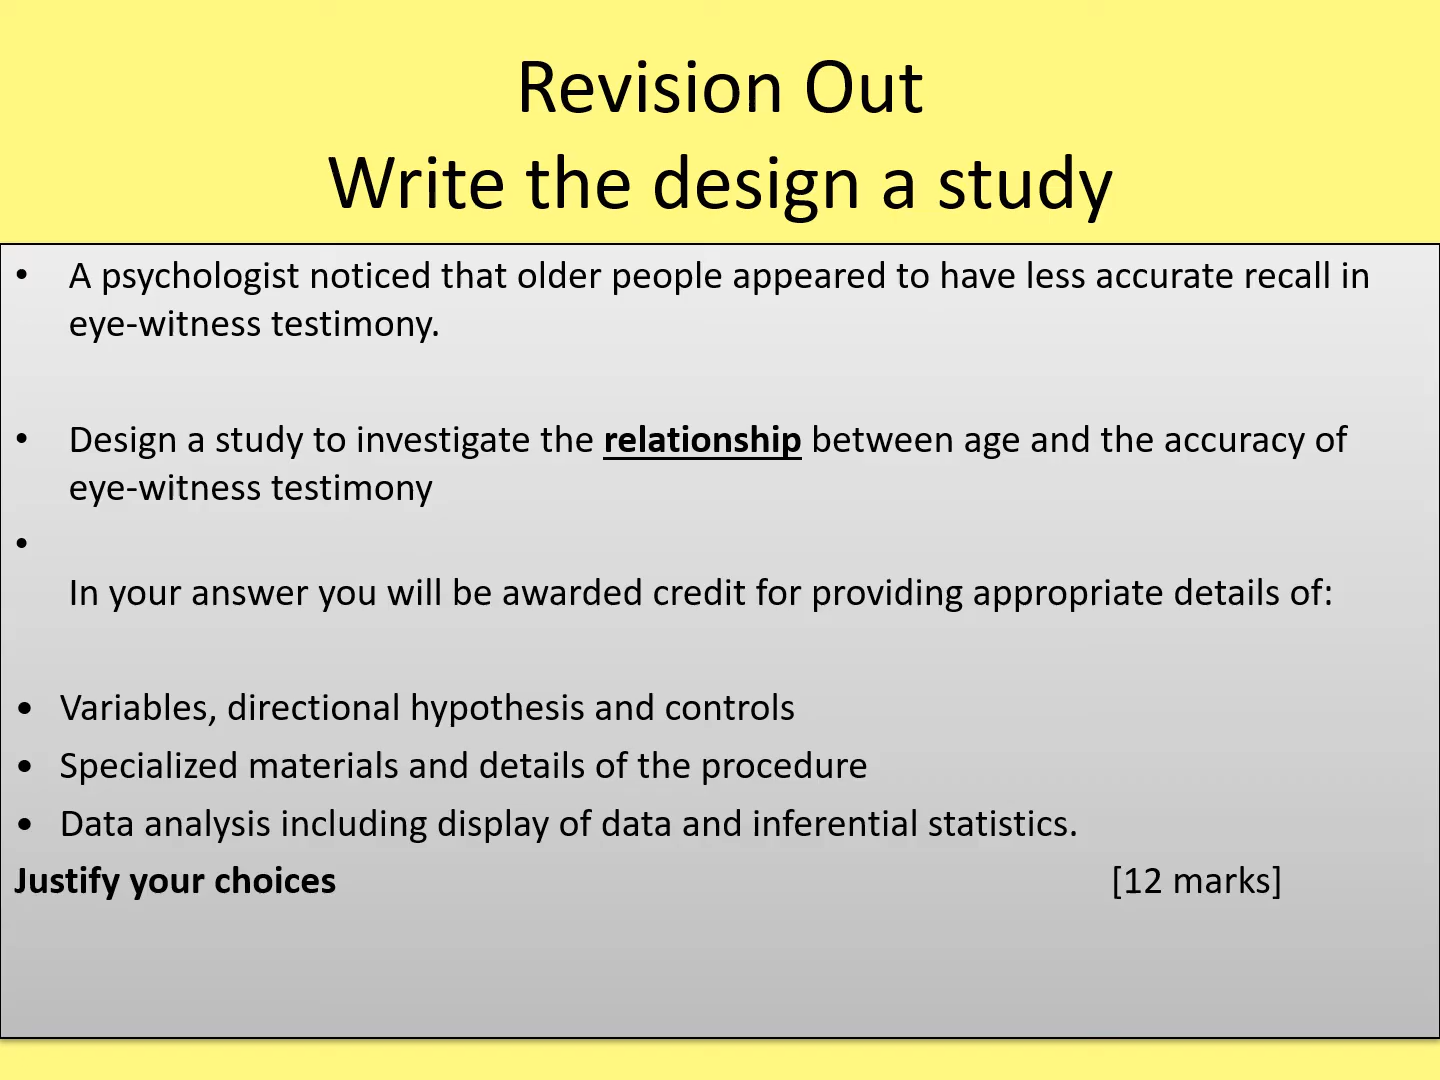 Revision Out
Write the design a study
• A psychologist noticed that older people appeared to have less accurate recall in
eye-witness testimony.
• Design a study to investigate the relationship between age and the accuracy of
eye-witness testimony
•
In your answer you will be awarded credit for providing appropriate details of:
• Variables, directional hypothesis and controls
• Specialized materials and details of the procedure
• Data analysis including display of data and inferential statistics.
Justify your choices [12 marks]